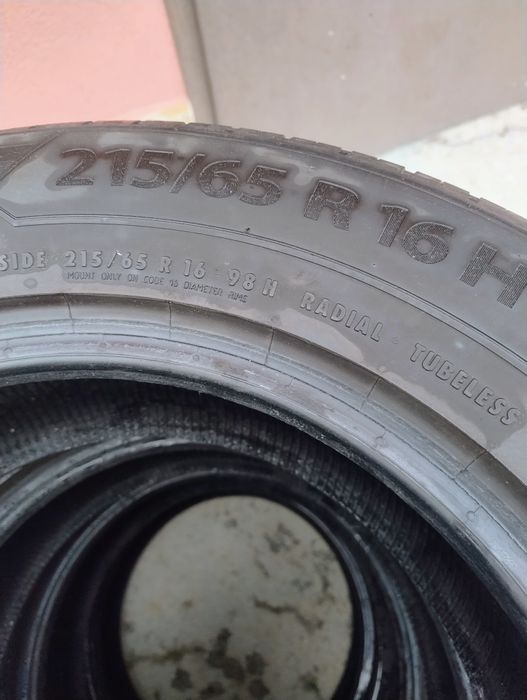 215/65 R 16 H
SIDE 215/65 R 16 98 H RADIAL TUBELESS
MOUNT ONLY ON CODE 16 DIAMETER RIMS